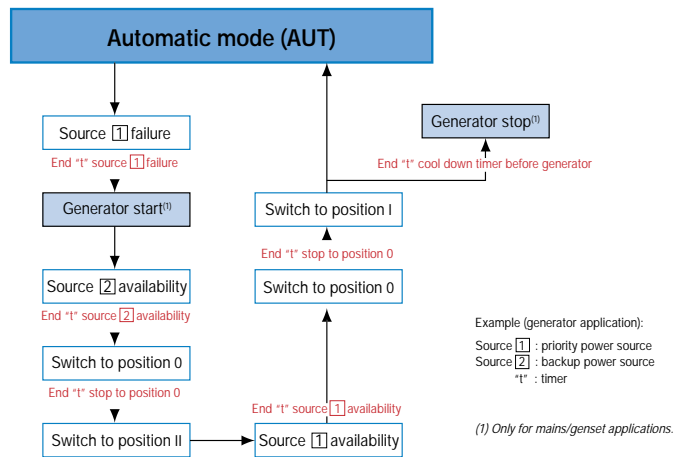 Automatic mode (AUT)
Source 1 failure
End "t" source 1 failure
Generator start(1)
Source 2 availability
End "t" source 2 availability
Switch to position 0
End "t" stop to position 0
Switch to position II
Source 1 availability
End "t" source 1 availability
Switch to position 0
End "t" stop to position 0
Switch to position I
End "t" cool down timer before generator
Generator stop(1)
Example (generator application):
Source 1 : priority power source
Source 2 : backup power source
"t" : timer
(1) Only for mains/genset applications.